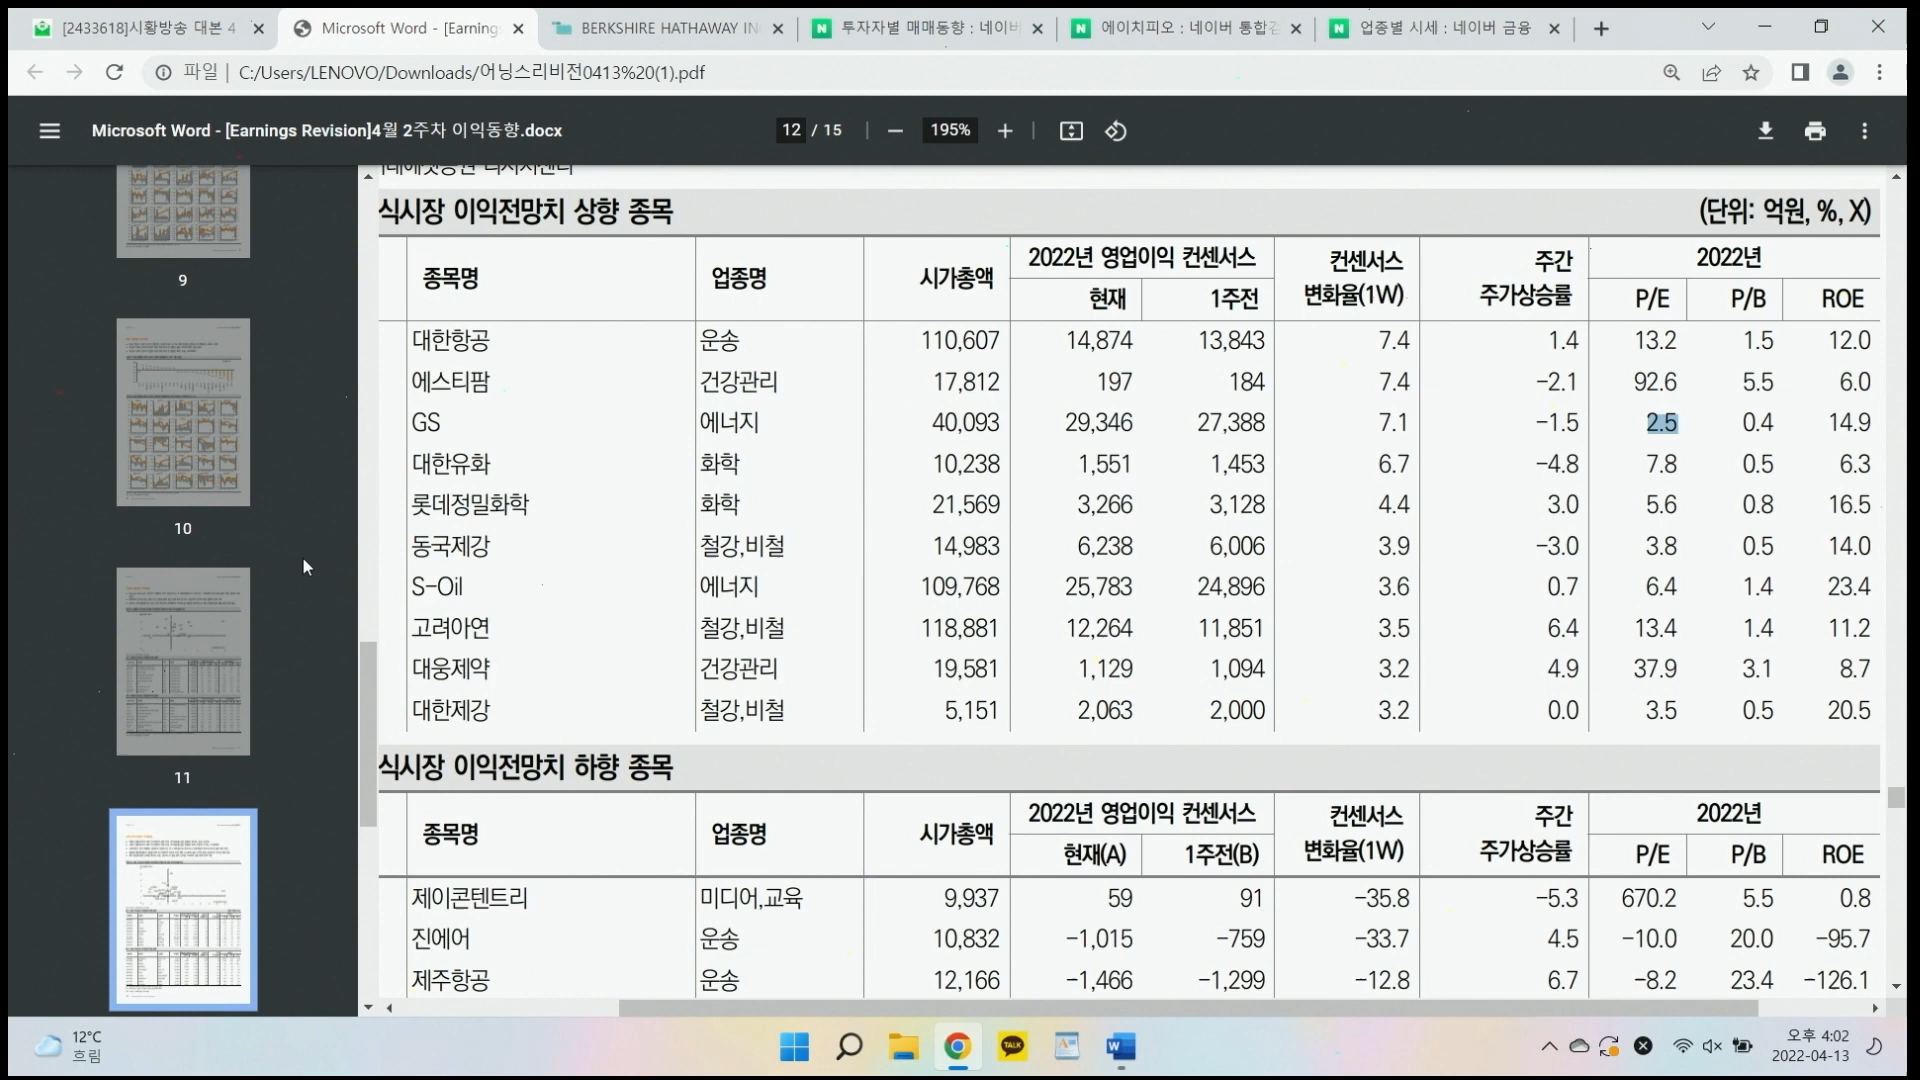 [2433618]시황방송 대본 4
Microsoft Word - [Earning
BERKSHIRE HATHAWAY IN
투자자별 매매동향 : 네이버
에이치피오 : 네이버 통합검
업종별 시세 : 네이버 금융
파일 | C:/Users/LENOVO/Downloads/어닝스리비전0413%20(1).pdf
Microsoft Word - [Earnings Revision]4월 2주차 이익동향.docx
12 / 15
195%
식시장 이익전망치 상향 종목 (단위: 억원, %, X)
종목명 업종명 시가총액 2022년 영업이익 컨센서스 컨센서스 변화율(1W) 주간 주가상승률 2022년
현재 1주전 P/E P/B ROE
대한항공 운송 110,607 14,874 13,843 7.4 1.4 13.2 1.5 12.0
에스티팜 건강관리 17,812 197 184 7.4 −2.1 92.6 5.5 6.0
GS 에너지 40,093 29,346 27,388 7.1 −1.5 2.5 0.4 14.9
대한유화 화학 10,238 1,551 1,453 6.7 −4.8 7.8 0.5 6.3
롯데정밀화학 화학 21,569 3,266 3,128 4.4 3.0 5.6 0.8 16.5
동국제강 철강,비철 14,983 6,238 6,006 3.9 −3.0 3.8 0.5 14.0
S-Oil 에너지 109,768 25,783 24,896 3.6 0.7 6.4 1.4 23.4
고려아연 철강,비철 118,881 12,264 11,851 3.5 6.4 13.4 1.4 11.2
대웅제약 건강관리 19,581 1,129 1,094 3.2 4.9 37.9 3.1 8.7
대한제강 철강,비철 5,151 2,063 2,000 3.2 0.0 3.5 0.5 20.5
식시장 이익전망치 하향 종목
종목명 업종명 시가총액 2022년 영업이익 컨센서스 컨센서스 변화율(1W) 주간 주가상승률 2022년
현재(A) 1주전(B) P/E P/B ROE
제이콘텐트리 미디어,교육 9,937 59 91 −35.8 −5.3 670.2 5.5 0.8
진에어 운송 10,832 −1,015 −759 −33.7 4.5 −10.0 20.0 −95.7
제주항공 운송 12,166 −1,466 −1,299 −12.8 6.7 −8.2 23.4 −126.1
9
10
11
12°C
흐림
TALK
오후 4:02
2022-04-13